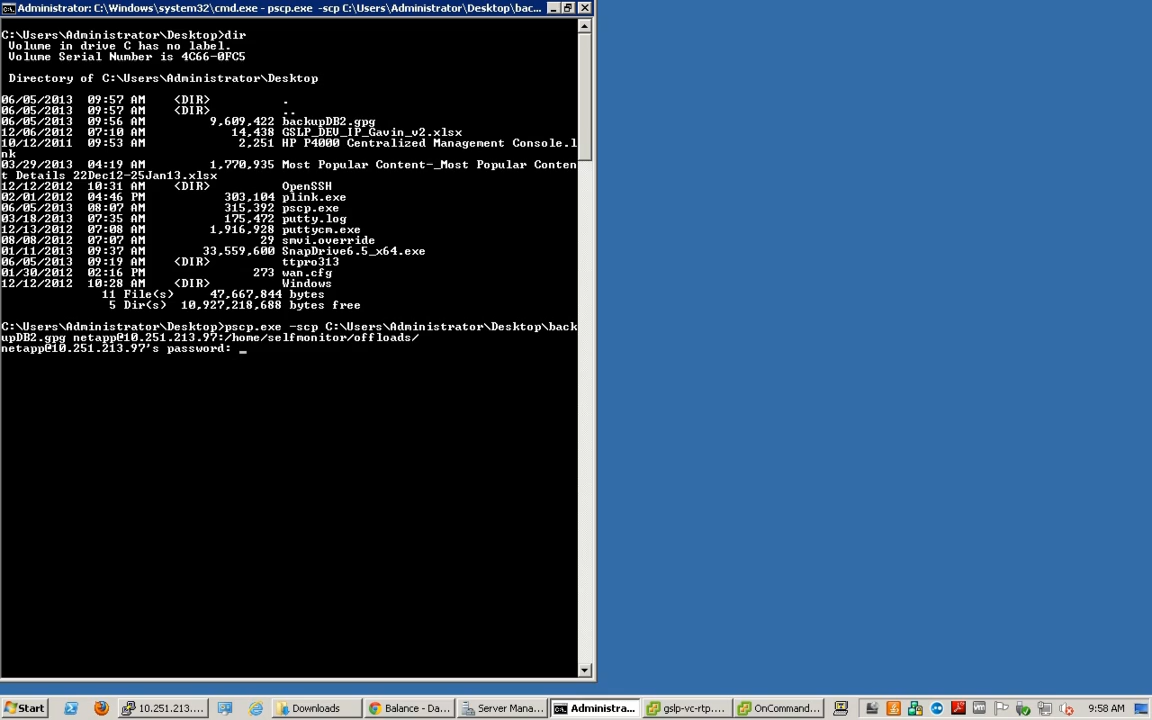 Administrator: C:\Windows\system32\cmd.exe - pscp.exe  -scp C:\Users\Administrator\Desktop\bac...
C:\Users\Administrator\Desktop>dir
 Volume in drive C has no label.
 Volume Serial Number is 4C66-0FC5
 Directory of C:\Users\Administrator\Desktop
06/05/2013  09:57 AM    <DIR>          .
06/05/2013  09:57 AM    <DIR>          ..
06/05/2013  09:56 AM         9,609,422 backupDB2.gpg
12/06/2012  07:10 AM            14,438 GSLP_DEV_IP_Gavin_v2.xlsx
10/12/2011  09:53 AM             2,251 HP P4000 Centralized Management Console.l
nk
03/29/2013  04:19 AM         1,770,935 Most Popular Content-_Most Popular Conten
t Details 22Dec12-25Jan13.xlsx
12/12/2012  10:31 AM    <DIR>          OpenSSH
02/01/2012  04:46 PM           303,104 plink.exe
06/05/2013  08:07 AM           315,392 pscp.exe
03/18/2013  07:35 AM           175,472 putty.log
12/13/2012  07:08 AM         1,916,928 puttycm.exe
08/08/2012  07:07 AM                29 smvi.override
01/11/2013  09:37 AM        33,559,600 SnapDrive6.5_x64.exe
06/05/2013  09:19 AM    <DIR>          ttpro313
01/30/2012  02:16 PM               273 wan.cfg
12/12/2012  10:28 AM    <DIR>          Windows
              11 File(s)     47,667,844 bytes
               5 Dir(s)  10,927,218,688 bytes free
C:\Users\Administrator\Desktop>pscp.exe -scp C:\Users\Administrator\Desktop\back
upDB2.gpg netapp@10.251.213.97:/home/selfmonitor/offloads/
netapp@10.251.213.97's password: _
Start
10.251.213....
Downloads
Balance - Da...
Server Mana...
Administra...
gslp-vc-rtp....
OnCommand...
9:58 AM